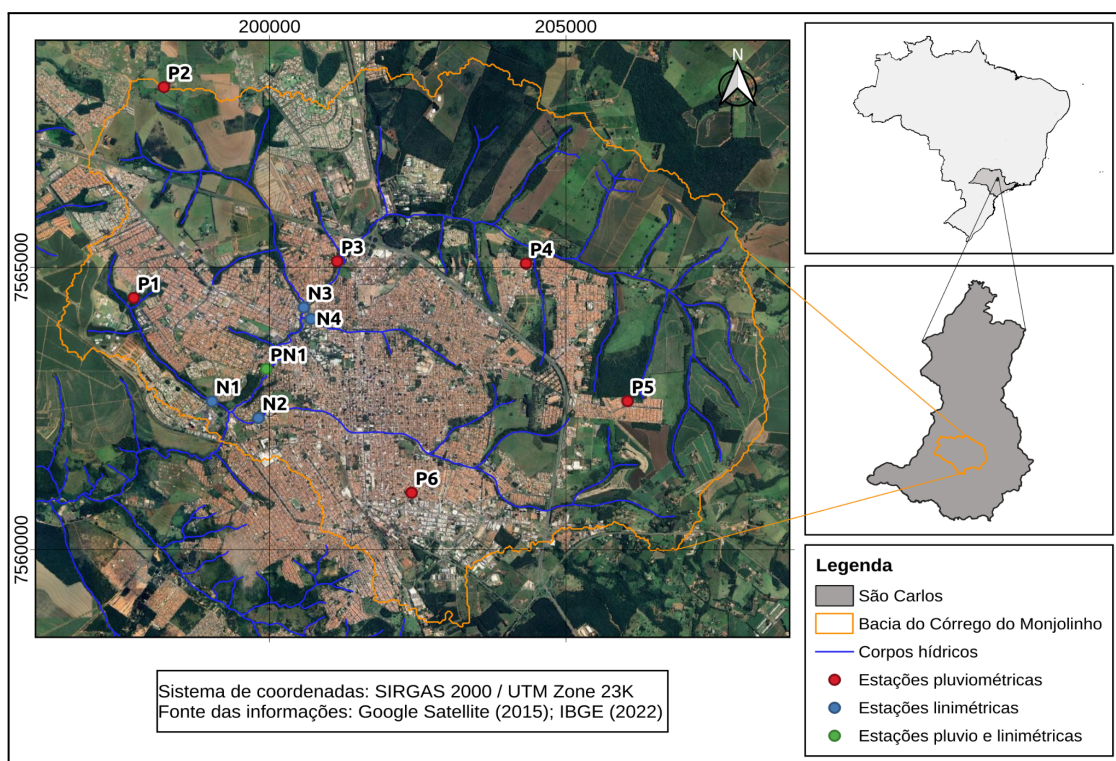 200000
205000
P2
N
P3
P4
7565000
P1
N3
N4
PN1
P5
N1
N2
P6
7560000
Legenda
São Carlos
Bacia do Córrego do Monjolinho
Corpos hídricos
Estações pluviométricas
Estações linimétricas
Estações pluvio e linimétricas
Sistema de coordenadas: SIRGAS 2000 / UTM Zone 23K
Fonte das informações: Google Satellite (2015); IBGE (2022)